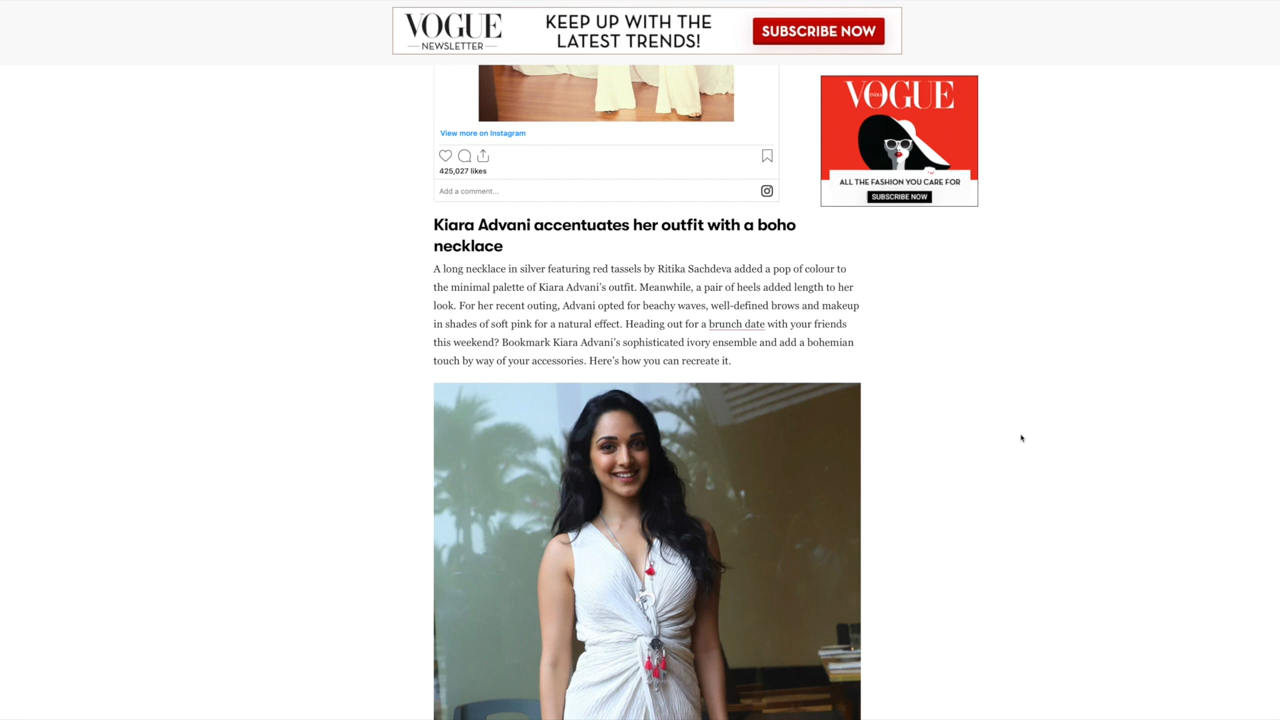 VOGUE
NEWSLETTER
KEEP UP WITH THE
LATEST TRENDS!
SUBSCRIBE NOW
View more on Instagram
425,027 likes
Add a comment...
VOGUE
INDIA
ALL THE FASHION YOU CARE FOR
SUBSCRIBE NOW
Kiara Advani accentuates her outfit with a boho
necklace
A long necklace in silver featuring red tassels by Ritika Sachdeva added a pop of colour to
the minimal palette of Kiara Advani’s outfit. Meanwhile, a pair of heels added length to her
look. For her recent outing, Advani opted for beachy waves, well-defined brows and makeup
in shades of soft pink for a natural effect. Heading out for a brunch date with your friends
this weekend? Bookmark Kiara Advani’s sophisticated ivory ensemble and add a bohemian
touch by way of your accessories. Here’s how you can recreate it.